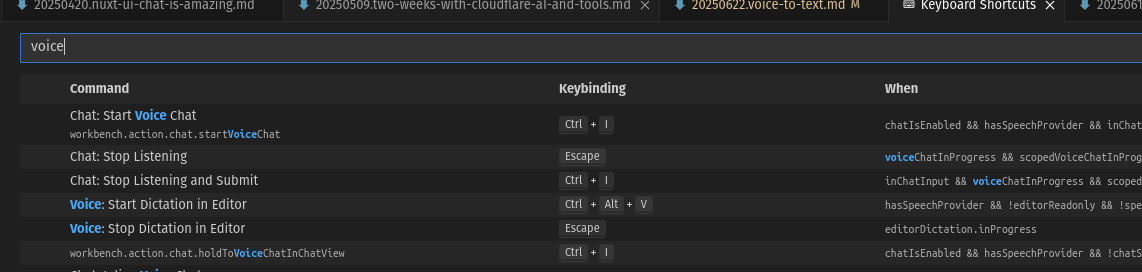 20250420.nuxt-ui-chat-is-amazing.md 20250509.two-weeks-with-cloudflare-ai-and-tools.md 20250622.voice-to-text.md M Keyboard Shortcuts 2025061
voice
Command Keybinding When
Chat: Start Voice Chat
workbench.action.chat.startVoiceChat Ctrl + I chatIsEnabled && hasSpeechProvider && inChat
Chat: Stop Listening Escape voiceChatInProgress && scopedVoiceChatInProg
Chat: Stop Listening and Submit Ctrl + I inChatInput && voiceChatInProgress && scoped
Voice: Start Dictation in Editor Ctrl + Alt + V hasSpeechProvider && !editorReadonly && !spe
Voice: Stop Dictation in Editor Escape editorDictation.inProgress
workbench.action.chat.holdToVoiceChatInChatView Ctrl + I chatIsEnabled && hasSpeechProvider && !chatS